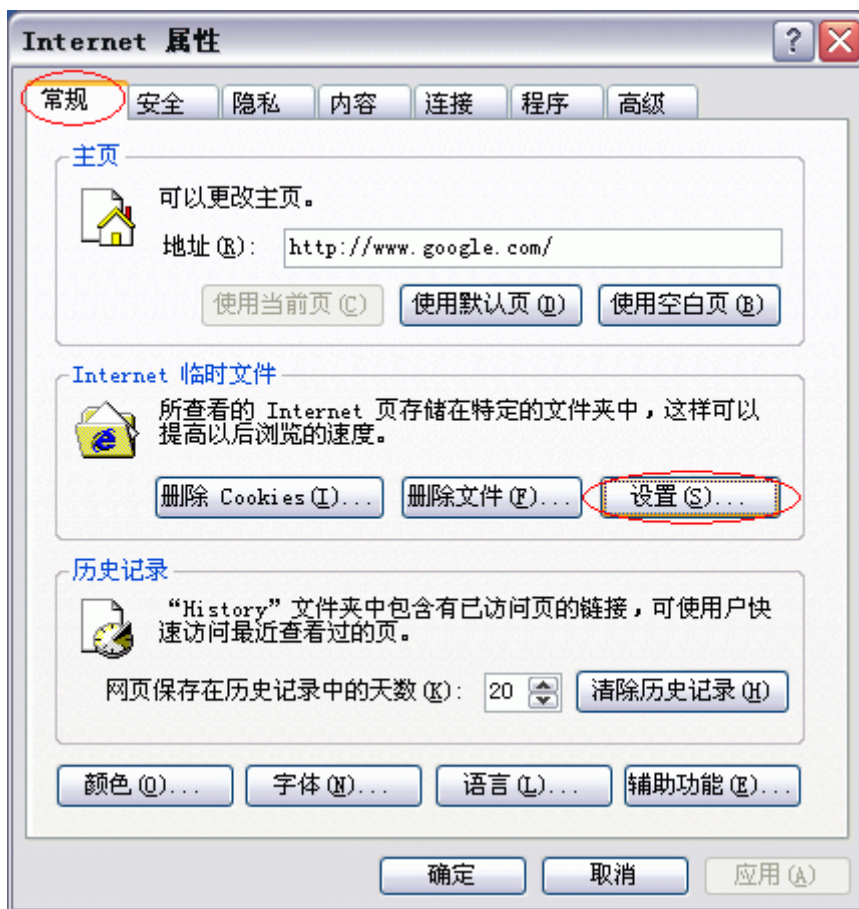 Internet 属性
常规 安全 隐私 内容 连接 程序 高级
主页
可以更改主页。
地址(R): http://www.google.com/
使用当前页(C) 使用默认页(D) 使用空白页(B)
Internet 临时文件
所查看的 Internet 页存储在特定的文件夹中，这样可以
提高以后浏览的速度。
删除 Cookies(I)... 删除文件(F)... 设置(S)...
历史记录
“History”文件夹中包含有已访问页的链接，可使用户快
速访问最近查看过的页。
网页保存在历史记录中的天数(K): 20 清除历史记录(H)
颜色(O)... 字体(N)... 语言(L)... 辅助功能(E)...
确定 取消 应用(A)